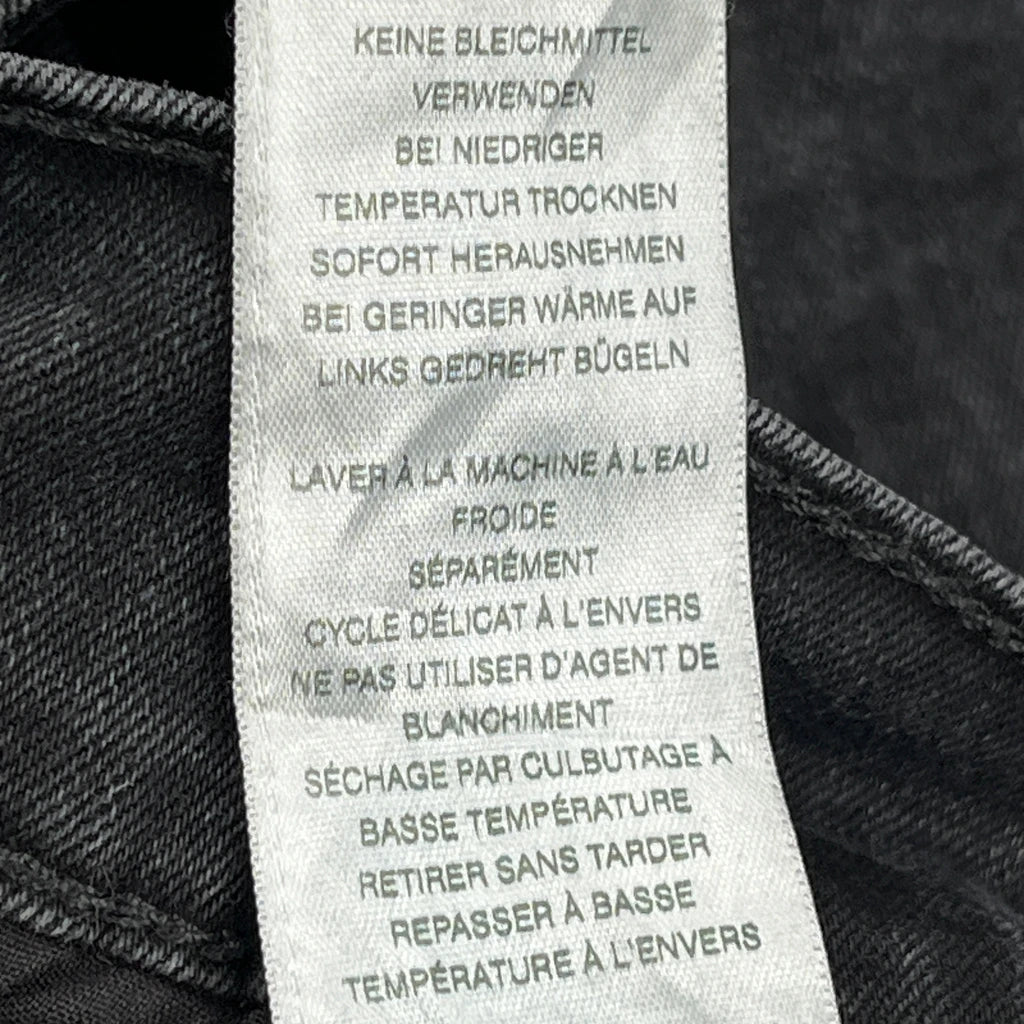 KEINE BLEICHMITTEL
VERWENDEN
BEI NIEDRIGER
TEMPERATUR TROCKNEN
SOFORT HERAUSNEHMEN
BEI GERINGER WÄRME AUF
LINKS GEDREHT BÜGELN
LAVER À LA MACHINE À L'EAU
FROIDE
SÉPARÉMENT
CYCLE DÉLICAT À L'ENVERS
NE PAS UTILISER D'AGENT DE
BLANCHIMENT
SÉCHAGE PAR CULBUTAGE À
BASSE TEMPÉRATURE
RETIRER SANS TARDER
REPASSER À BASSE
TEMPÉRATURE À L'ENVERS